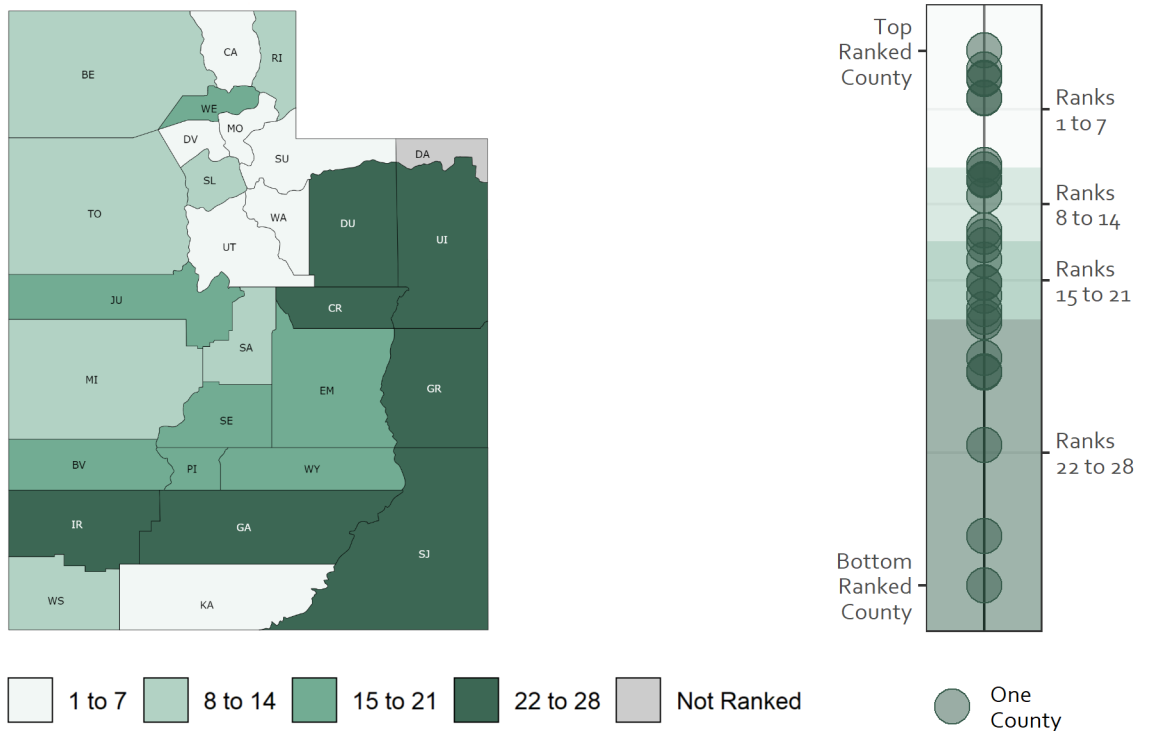 CA
RI
BE
WE
MO
DV
SU
DA
SL
TO
WA
DU
UI
UT
JU
CR
SA
MI
EM
GR
SE
BV
PI
WY
IR
GA
SJ
WS
KA
1 to 7
8 to 14
15 to 21
22 to 28
Not Ranked
Top
Ranked
County
Ranks
1 to 7
Ranks
8 to 14
Ranks
15 to 21
Ranks
22 to 28
Bottom
Ranked
County
One
County